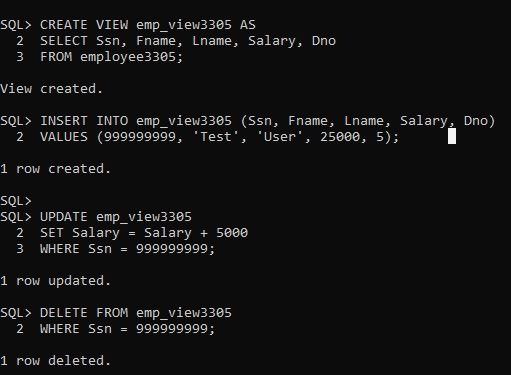 SQL> CREATE VIEW emp_view3305 AS
  2  SELECT Ssn, Fname, Lname, Salary, Dno
  3  FROM employee3305;
View created.
SQL> INSERT INTO emp_view3305 (Ssn, Fname, Lname, Salary, Dno)
  2  VALUES (999999999, 'Test', 'User', 25000, 5);
1 row created.
SQL>
SQL> UPDATE emp_view3305
  2  SET Salary = Salary + 5000
  3  WHERE Ssn = 999999999;
1 row updated.
SQL> DELETE FROM emp_view3305
  2  WHERE Ssn = 999999999;
1 row deleted.